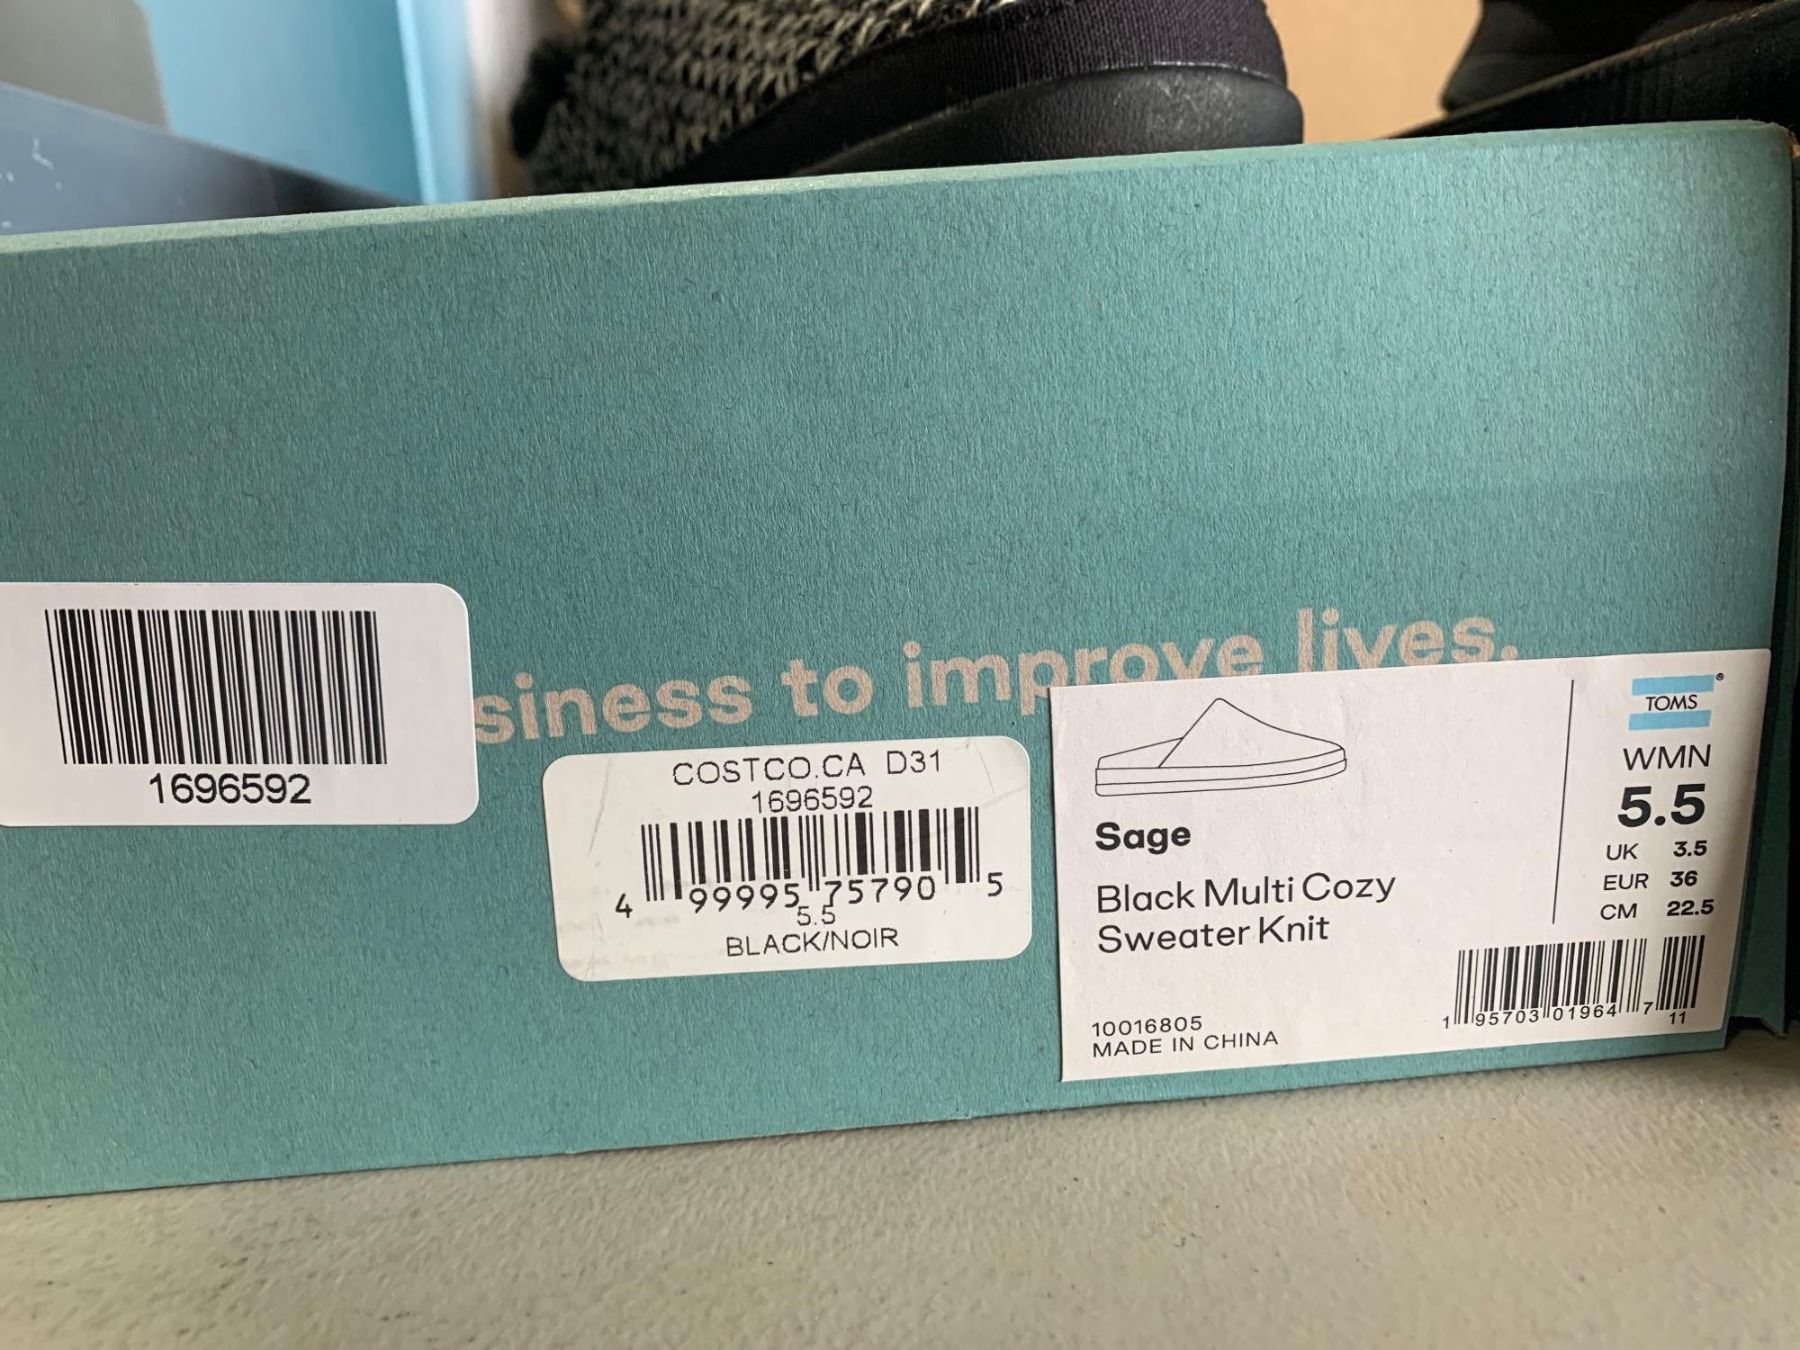 siness to improve lives.
1696592
COSTCO.CA D31
1696592
4 99995 75790 5
5.5
BLACK/NOIR
Sage
Black Multi Cozy
Sweater Knit
10016805
MADE IN CHINA
TOMS®
WMN
5.5
UK 3.5
EUR 36
CM 22.5
1 95703 01964 7
11